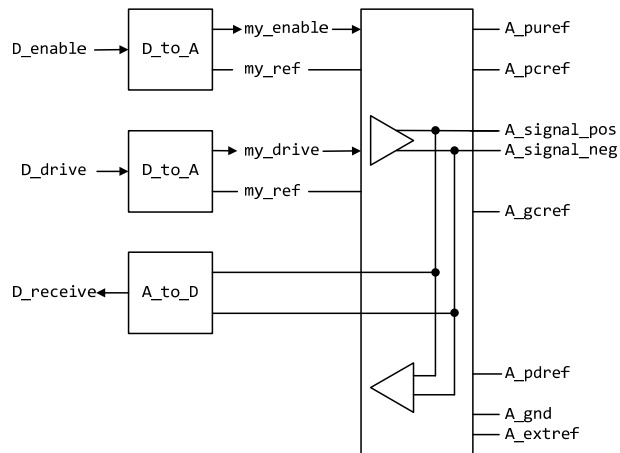 D_enable
D_to_A
my_enable
my_ref
A_puref
A_pcref
D_drive
D_to_A
my_drive
my_ref
A_signal_pos
A_signal_neg
A_gcref
D_receive
A_to_D
A_pdref
A_gnd
A_extref